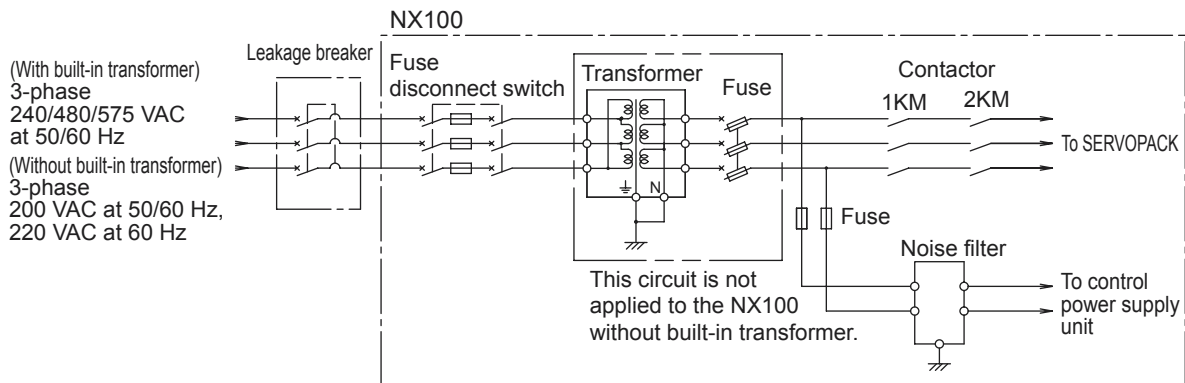 NX100
Leakage breaker
(With built-in transformer)
3-phase
240/480/575 VAC
at 50/60 Hz
(Without built-in transformer)
3-phase
200 VAC at 50/60 Hz,
220 VAC at 60 Hz
Fuse
disconnect switch
Transformer
Fuse
N
Contactor
1KM
2KM
To SERVOPACK
Fuse
Noise filter
This circuit is not
applied to the NX100
without built-in transformer.
To control
power supply
unit